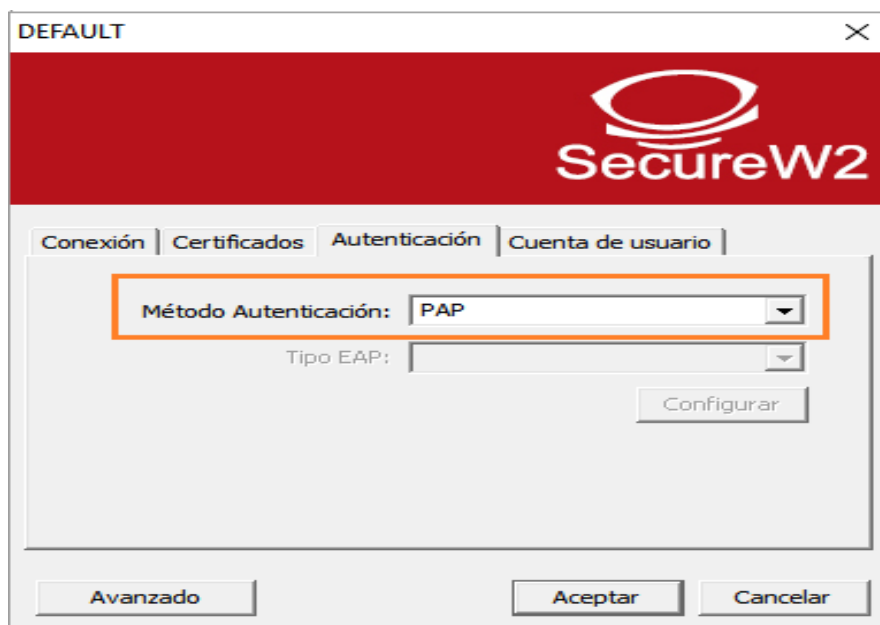 DEFAULT
SecureW2
Conexión Certificados Autenticación Cuenta de usuario
Método Autenticación: PAP
Tipo EAP:
Configurar
Avanzado Aceptar Cancelar